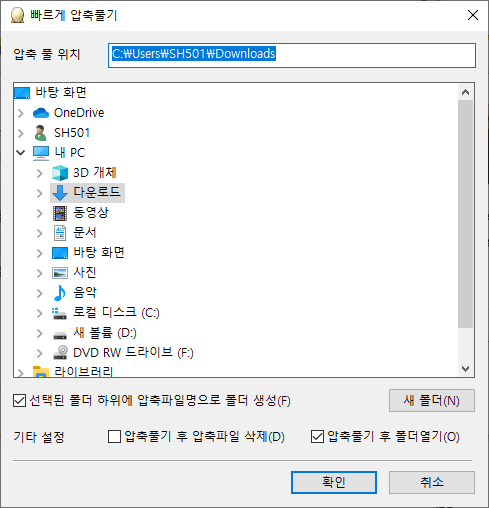 빠르게 압축풀기
압축 풀 위치 C:₩Users₩SH501₩Downloads
바탕 화면
OneDrive
SH501
내 PC
3D 개체
다운로드
동영상
문서
바탕 화면
사진
음악
로컬 디스크 (C:)
새 볼륨 (D:)
DVD RW 드라이브 (F:)
라이브러리
선택된 폴더 하위에 압축파일명으로 폴더 생성(F) 새 폴더(N)
기타 설정 압축풀기 후 압축파일 삭제(D) 압축풀기 후 폴더열기(O)
확인 취소